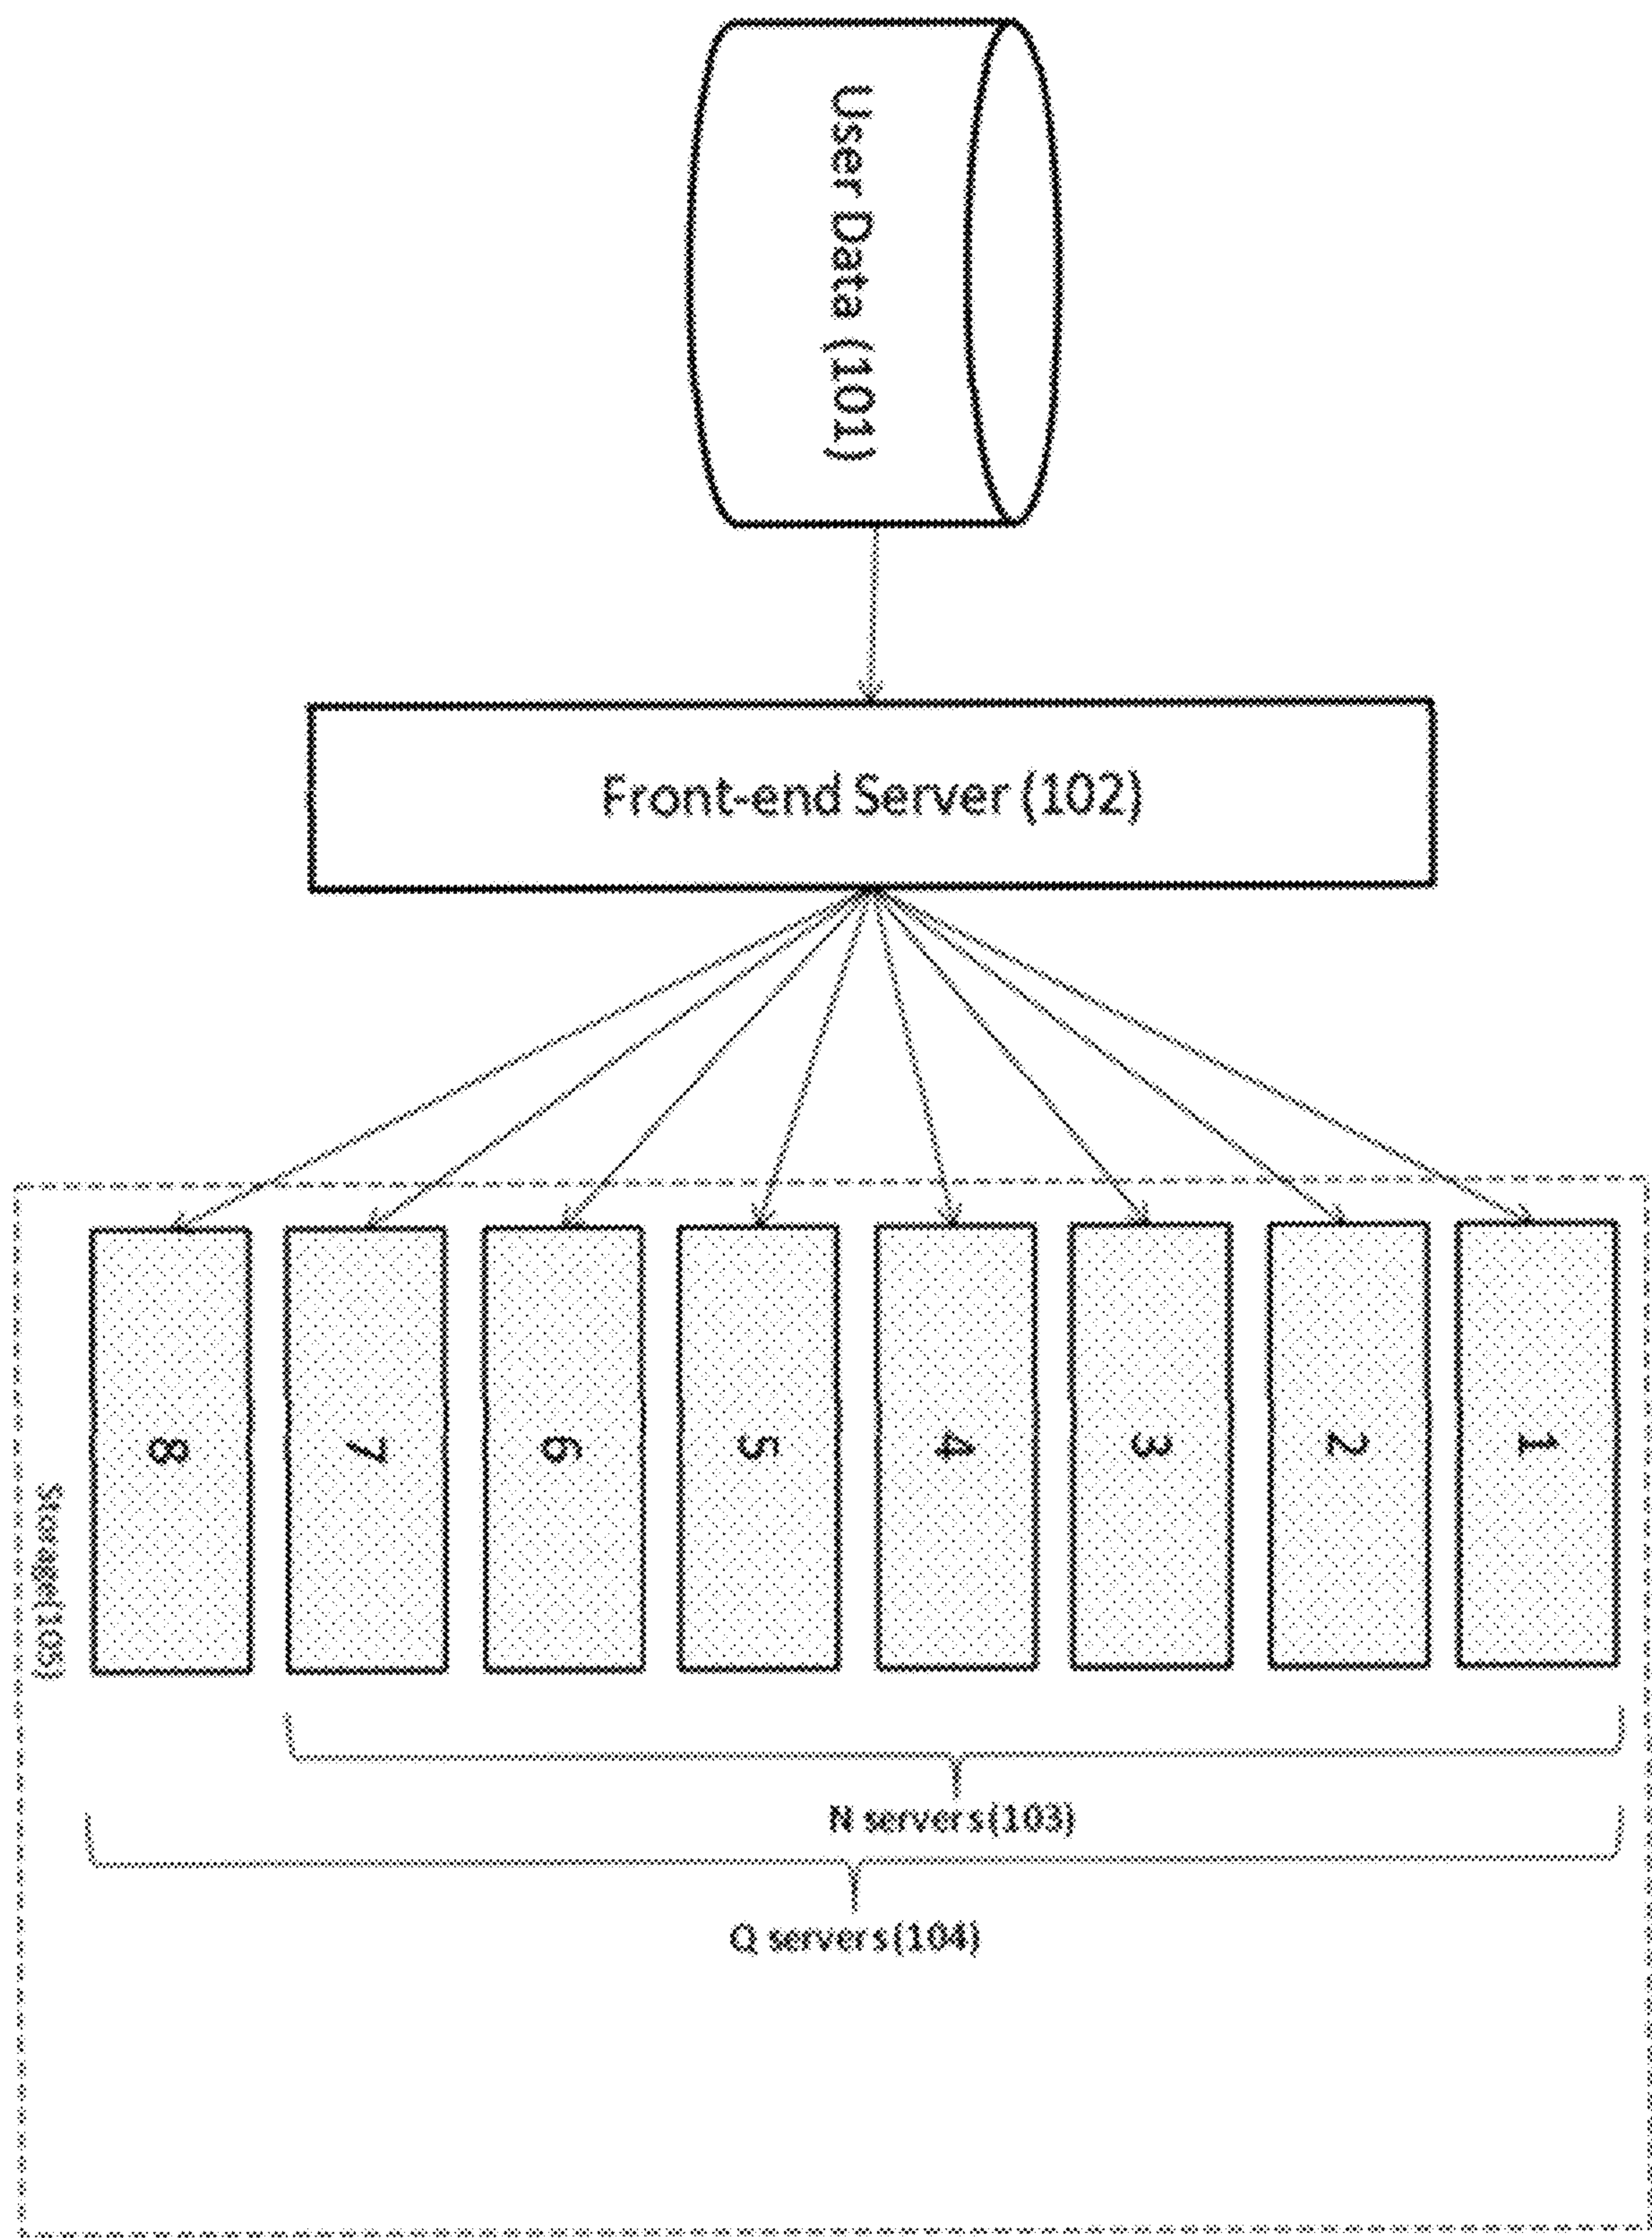 User Data (101)
Front-end Server (102)
1
2
3
4
5
6
7
8
Storage(105)
N servers(103)
Q servers(104)